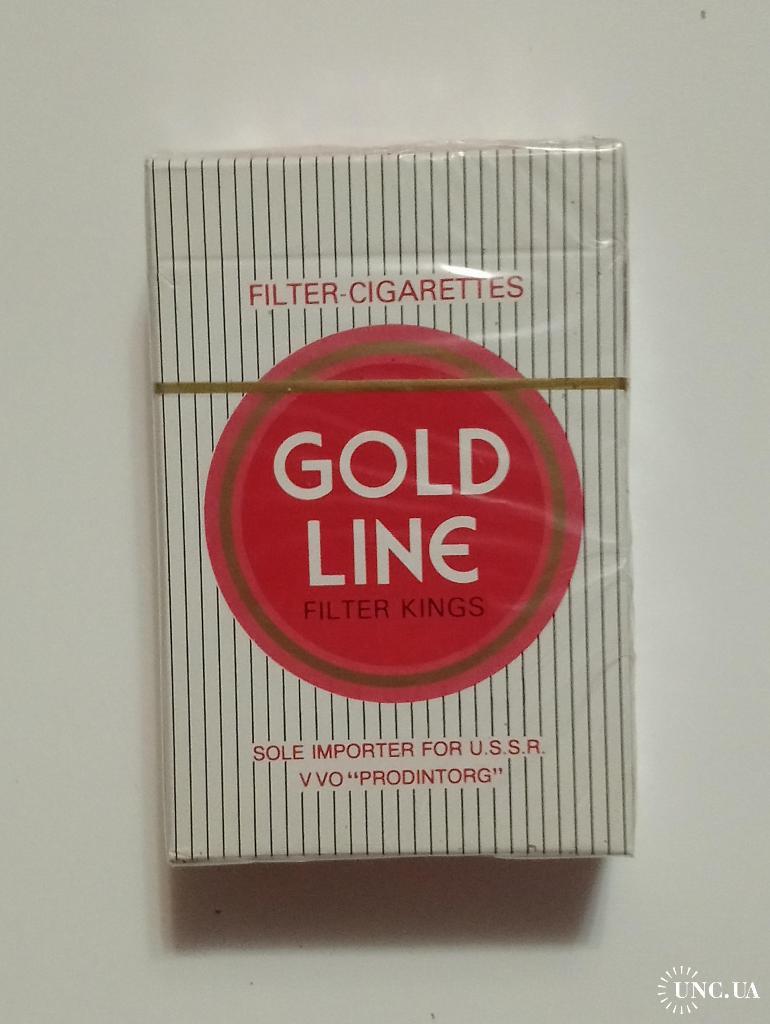 FILTER-CIGARETTES
GOLD
LINE
FILTER KINGS
SOLE IMPORTER FOR U.S.S.R.
V VO "PRODINTORG"
UNC.UA